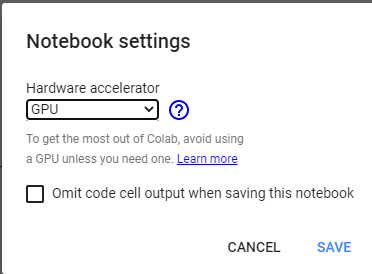 Notebook settings
Hardware accelerator
GPU
?
To get the most out of Colab, avoid using
a GPU unless you need one. Learn more
Omit code cell output when saving this notebook
CANCEL SAVE